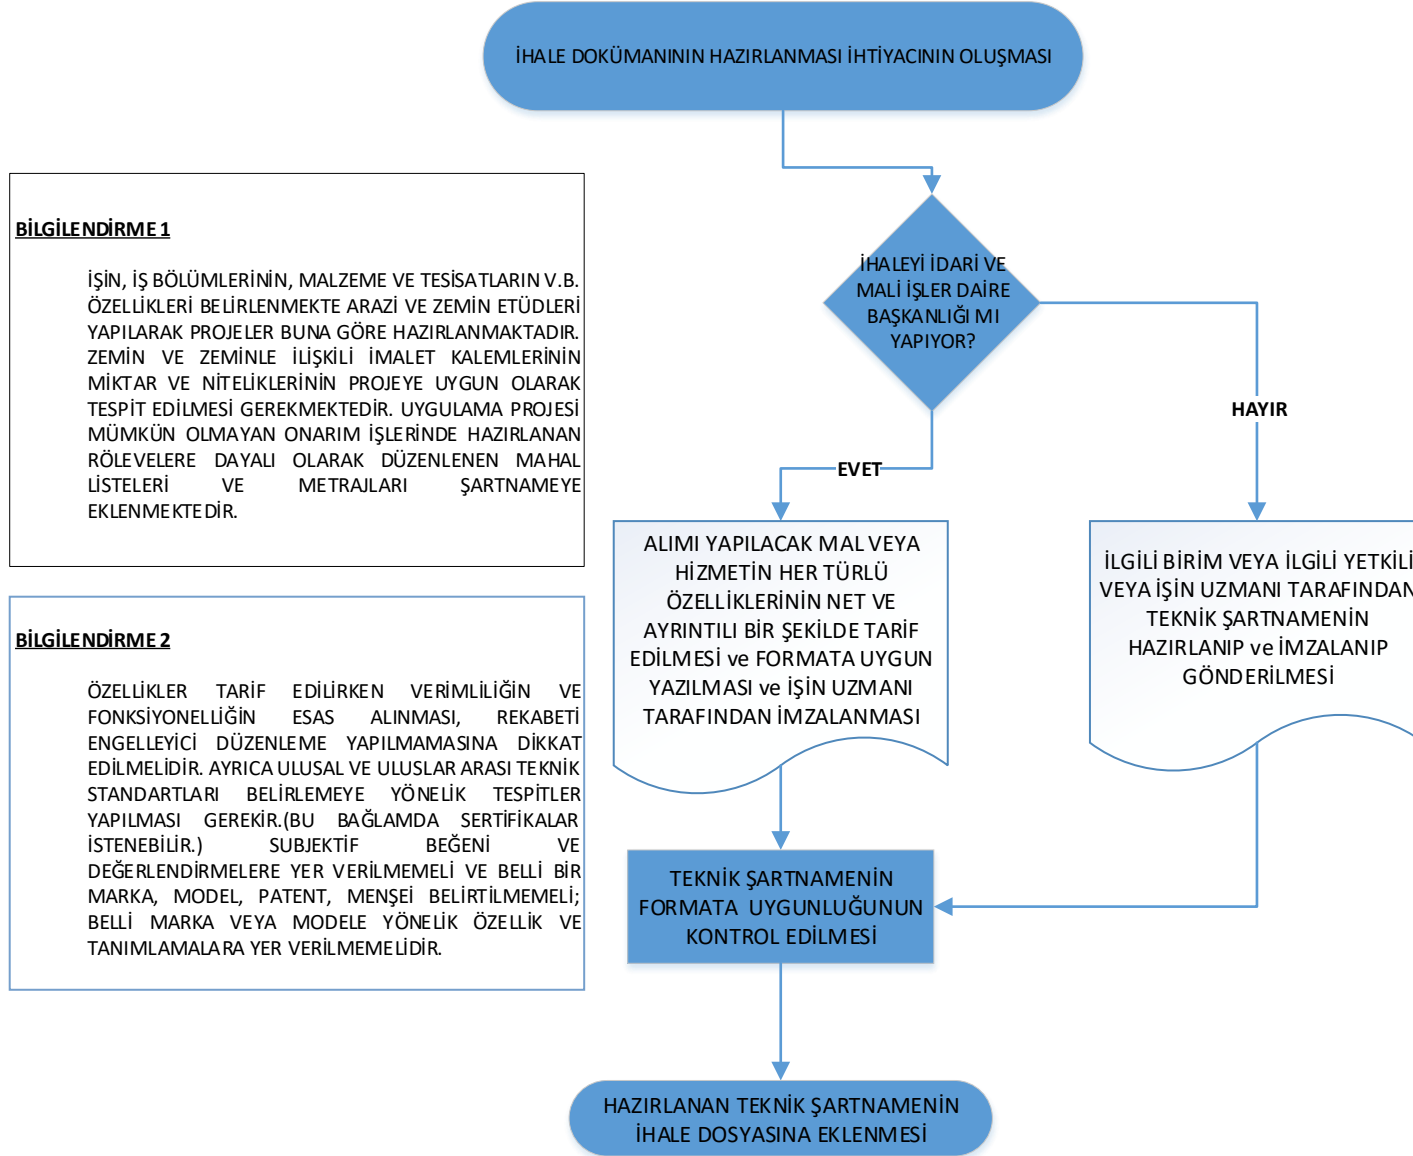 İHALE DOKÜMANININ HAZIRLANMASI İHTİYACININ OLUŞMASI
BİLGİLENDİRME 1
İŞİN, İŞ BÖLÜMLERİNİN, MALZEME VE TESİSATLARIN V.B.
ÖZELLİKLERİ BELİRLENMEKTE ARAZİ VE ZEMİN ETÜDLERİ
YAPILARAK PROJELER BUNA GÖRE HAZIRLANMAKTADIR.
ZEMİN VE ZEMİNLE İLİŞKİLİ İMALET KALEMLERİNİN
MİKTAR VE NİTELİKLERİNİN PROJEYE UYGUN OLARAK
TESPİT EDİLMESİ GEREKMEKTEDİR. UYGULAMA PROJESİ
MÜMKÜN OLMAYAN ONARIM İŞLERİNDE HAZIRLANAN
RÖLEVELERE DAYALI OLARAK DÜZENLENEN MAHAL
LİSTELERİ VE METRAJLARI ŞARTNAMEYE
EKLENMEKTEDİR.
BİLGİLENDİRME 2
ÖZELLİKLER TARİF EDİLİRKEN VERİMLİLİĞİN VE
FONKSİYONELLİĞİN ESAS ALINMASI, REKABETİ
ENGELLEYİCİ DÜZENLEME YAPILMAMASINA DİKKAT
EDİLMELİDİR. AYRICA ULUSAL VE ULUSLAR ARASI TEKNİK
STANDARTLARI BELİRLEMEYE YÖNELİK TESPİTLER
YAPILMASI GEREKİR.(BU BAĞLAMDA SERTİFİKALAR
İSTENEBİLİR.) SUBJEKTİF BEĞENİ VE
DEĞERLENDİRMELERE YER VERİLMEMELİ VE BELLİ BİR
MARKA, MODEL, PATENT, MENŞEİ BELİRTİLMEMELİ;
BELLİ MARKA VEYA MODELE YÖNELİK ÖZELLİK VE
TANIMLAMALARA YER VERİLMEMELİDİR.
İHALEYİ İDARİ VE
MALİ İŞLER DAİRE
BAŞKANLIĞI MI
YAPIYOR?
HAYIR
EVET
ALIMI YAPILACAK MAL VEYA
HİZMETİN HER TÜRLÜ
ÖZELLİKLERİNİN NET VE
AYRINTILI BİR ŞEKİLDE TARİF
EDİLMESİ ve FORMATA UYGUN
YAZILMASI ve İŞİN UZMANI
TARAFINDAN İMZALANMASI
İLGİLİ BİRİM VEYA İLGİLİ YETKİLİ
VEYA İŞİN UZMANI TARAFINDAN
TEKNİK ŞARTNAMENİN
HAZIRLANIP ve İMZALANIP
GÖNDERİLMESİ
TEKNİK ŞARTNAMENİN
FORMATA UYGUNLUĞUNUN
KONTROL EDİLMESİ
HAZIRLANAN TEKNİK ŞARTNAMENİN
İHALE DOSYASINA EKLENMESİ